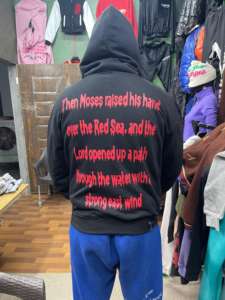 Then Moses raised his hand
over the Red Sea, and the
Lord opened up a path
through the water with a
strong east wind